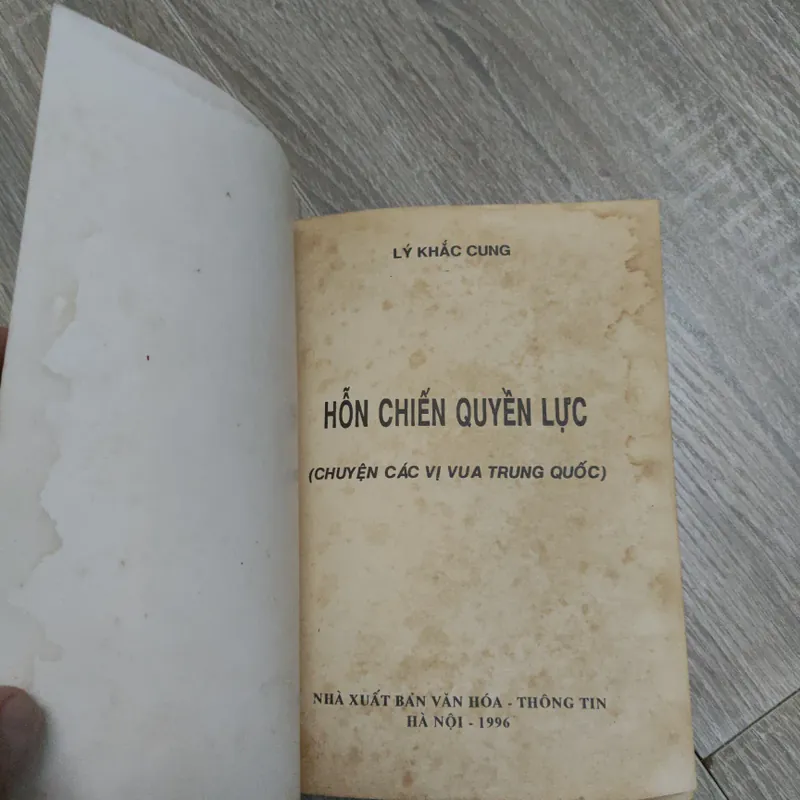 LÝ KHẮC CUNG
HỖN CHIẾN QUYỀN LỰC
(CHUYỆN CÁC VỊ VUA TRUNG QUỐC)
NHÀ XUẤT BẢN VĂN HÓA - THÔNG TIN
HÀ NỘI - 1996